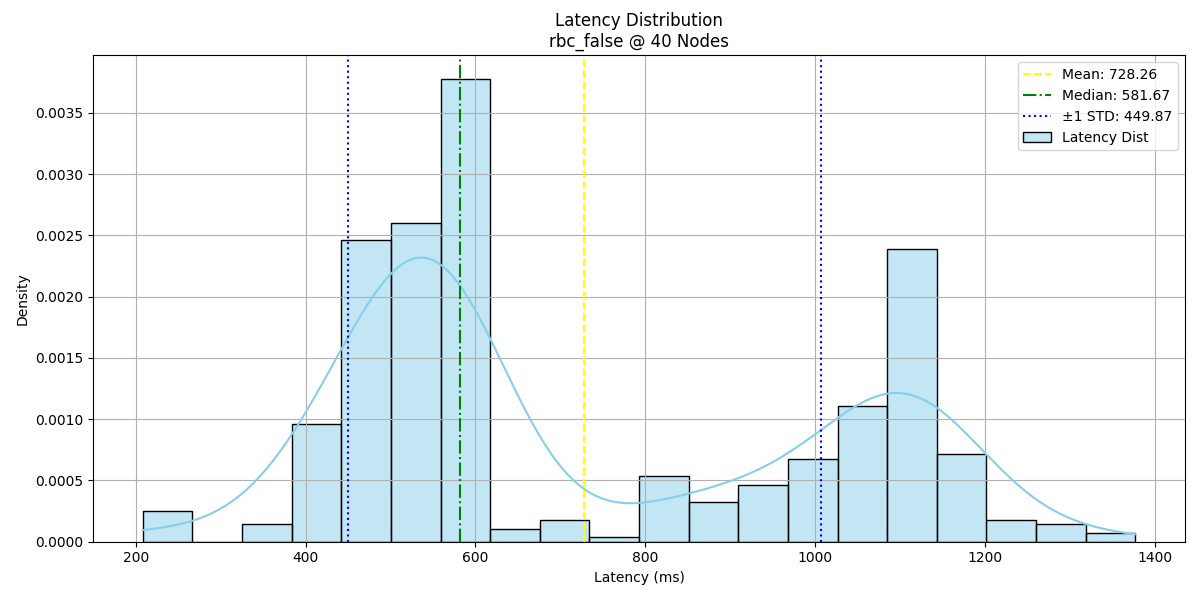 Latency Distribution
rbc_false @ 40 Nodes
Mean: 728.26
Median: 581.67
±1 STD: 449.87
Latency Dist
Density
0.0035
0.0030
0.0025
0.0020
0.0015
0.0010
0.0005
0.0000
200 400 600 800 1000 1200 1400
Latency (ms)